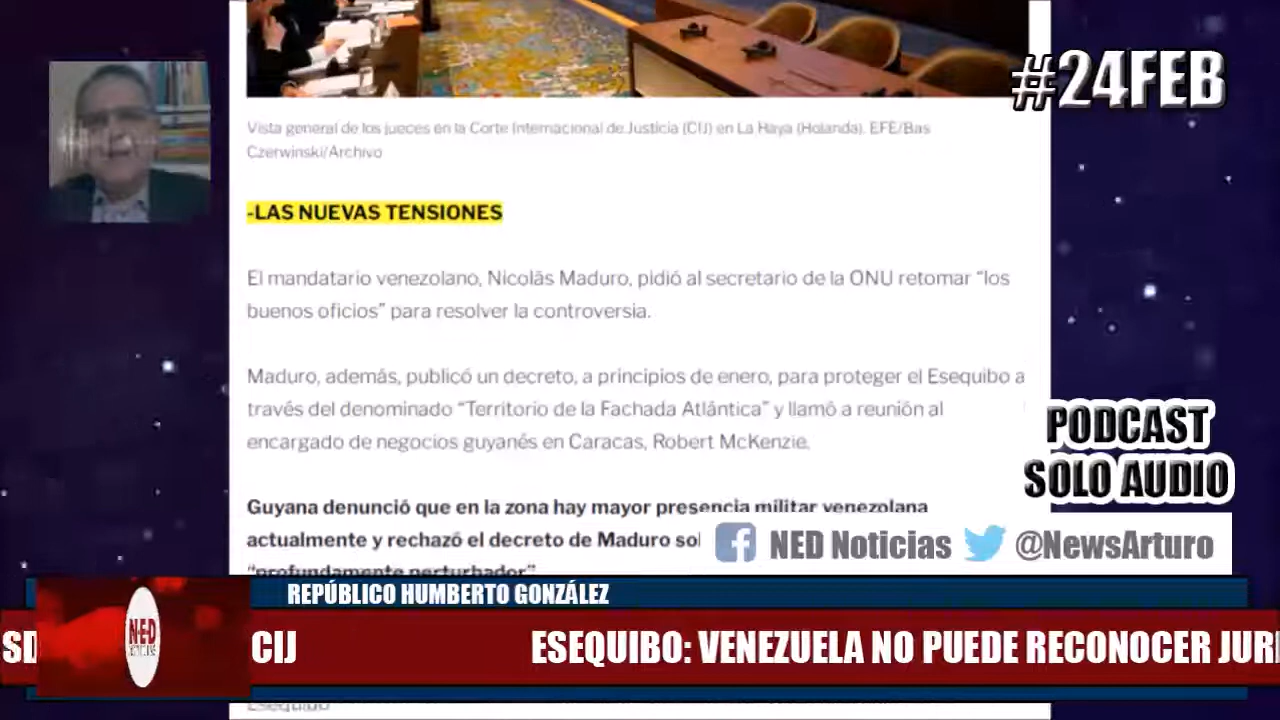 #24FEB
Vista general de los jueces en la Corte Internacional de Justicia (CIJ) en La Haya (Holanda). EFE/Bas
Czerwinski/Archivo
-LAS NUEVAS TENSIONES
El mandatario venezolano, Nicolás Maduro, pidió al secretario de la ONU retomar “los
buenos oficios” para resolver la controversia.
Maduro, además, publicó un decreto, a principios de enero, para proteger el Esequibo a
través del denominado “Territorio de la Fachada Atlántica” y llamó a reunión al
encargado de negocios guyanés en Caracas, Robert McKenzie.
PODCAST
SOLO AUDIO
Guyana denunció que en la zona hay mayor presencia militar venezolana
actualmente y rechazó el decreto de Maduro so
“profundamente perturbador”
NED Noticias @NewsArturo
REPÚBLICO HUMBERTO GONZÁLEZ
N·E·D
CIJ ESEQUIBO: VENEZUELA NO PUEDE RECONOCER JURI
Esequibo